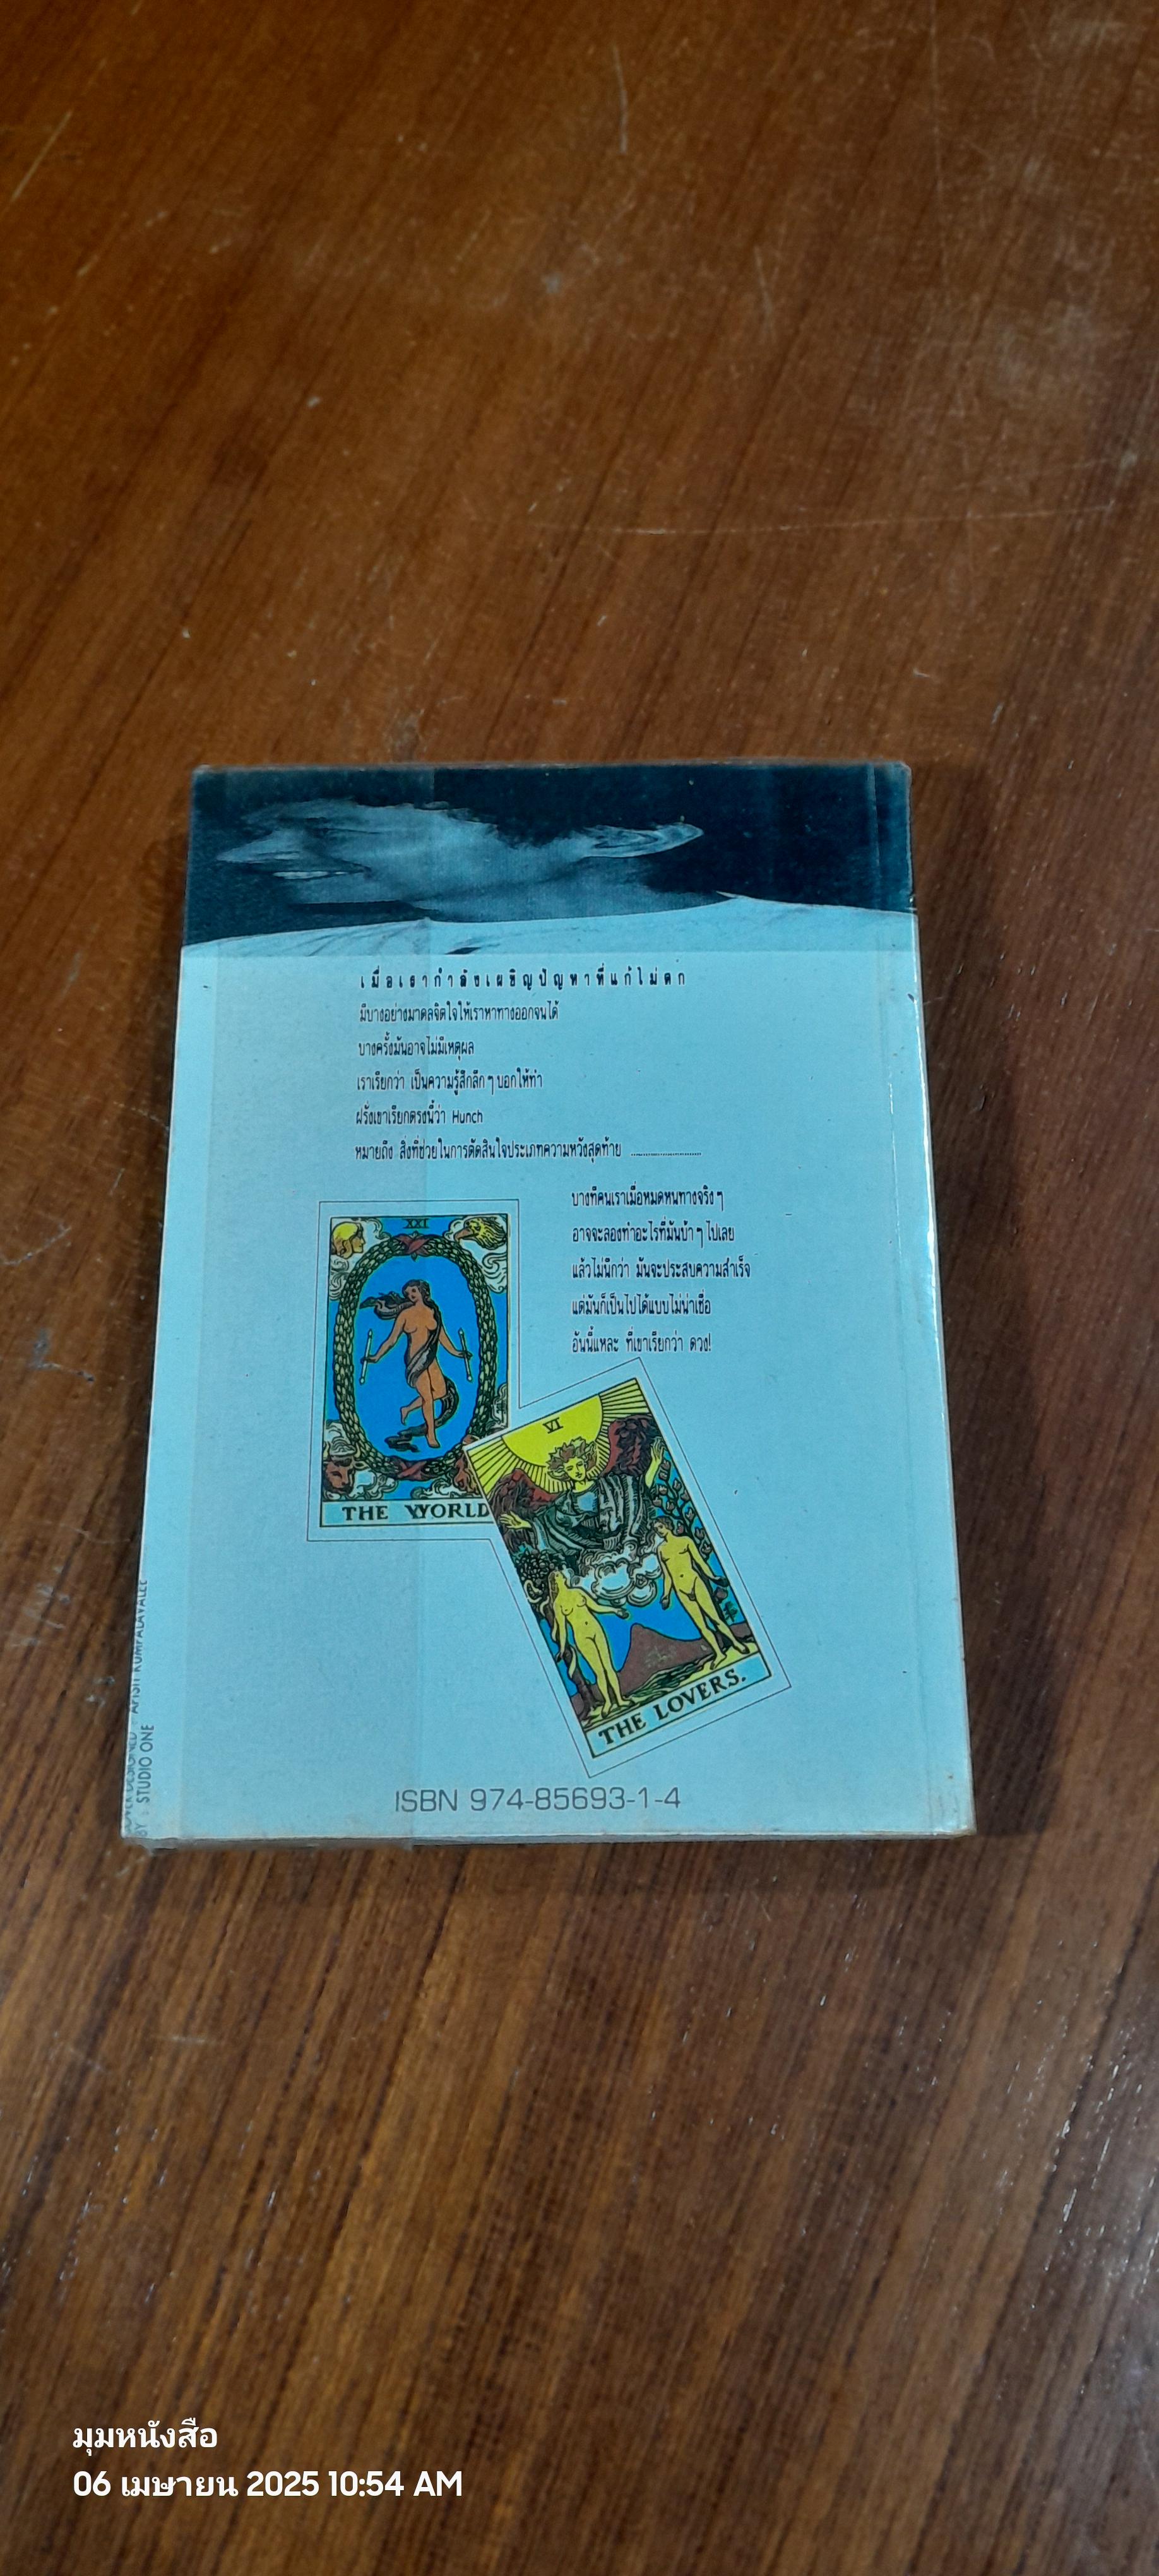 เมื่อเรากำลังเผชิญปัญหาที่แก้ไม่ตก
มีบางอย่างมาดลจิตใจให้เราหาทางออกจนได้
บางครั้งมันอาจไม่มีเหตุผล
เราเรียกว่า เป็นความรู้สึกลึก ๆ บอกให้ทำ
ฝรั่งเขาเรียกตรงนี้ว่า Hunch
หมายถึง สิ่งที่ช่วยในการตัดสินใจประเภทความหวังสุดท้าย ........................
บางทีคนเราเมื่อหมดหนทางจริง ๆ
อาจจะลองทำอะไรที่มันบ้า ๆ ไปเลย
แล้วไม่นึกว่า มันจะประสบความสำเร็จ
แต่มันก็เป็นไปได้แบบไม่น่าเชื่อ
อันนี้แหละ ที่เขาเรียกว่า ดวง!
XXI
THE WORLD
VI
THE LOVERS.
COVER DESIGNED : APISIT KUMPALAVALEE
BY : STUDIO ONE
ISBN 974-85693-1-4
มุมหนังสือ
06 เมษายน 2025 10:54 AM